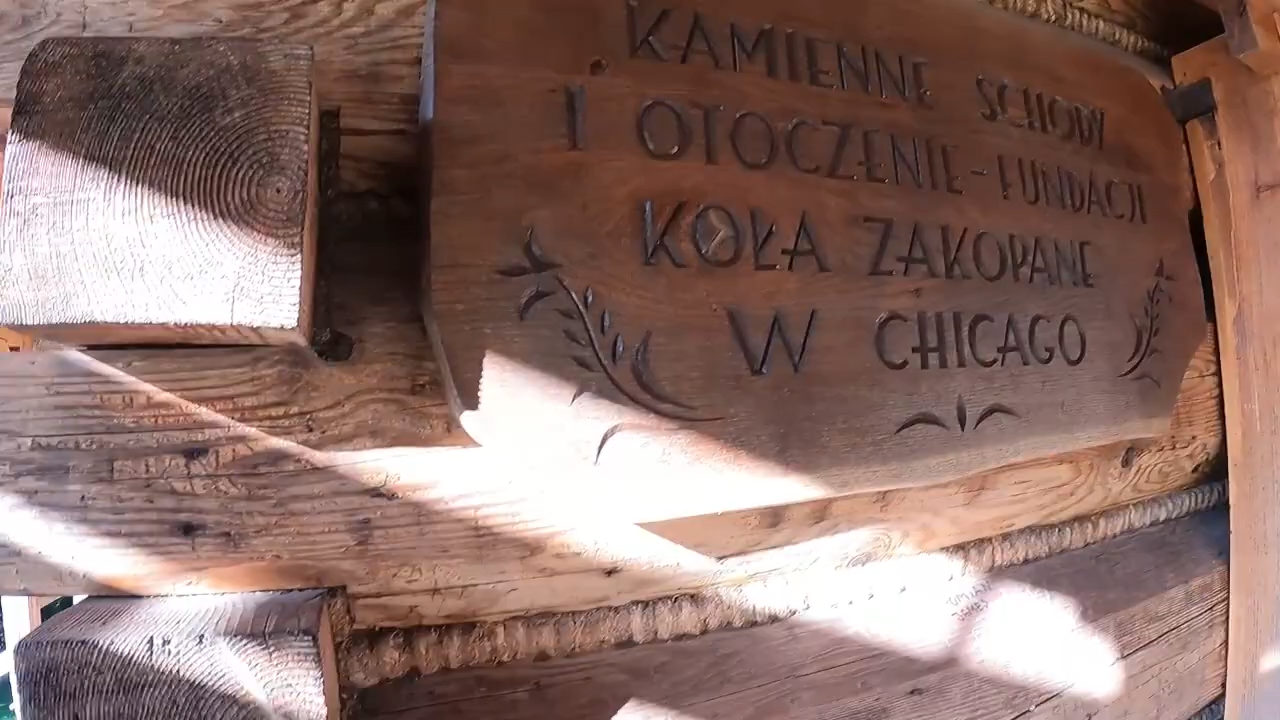 KAMIENNE SCHODY
I OTOCZENIE-FUNDACJI
KOŁA ZAKOPANE
W CHICAGO